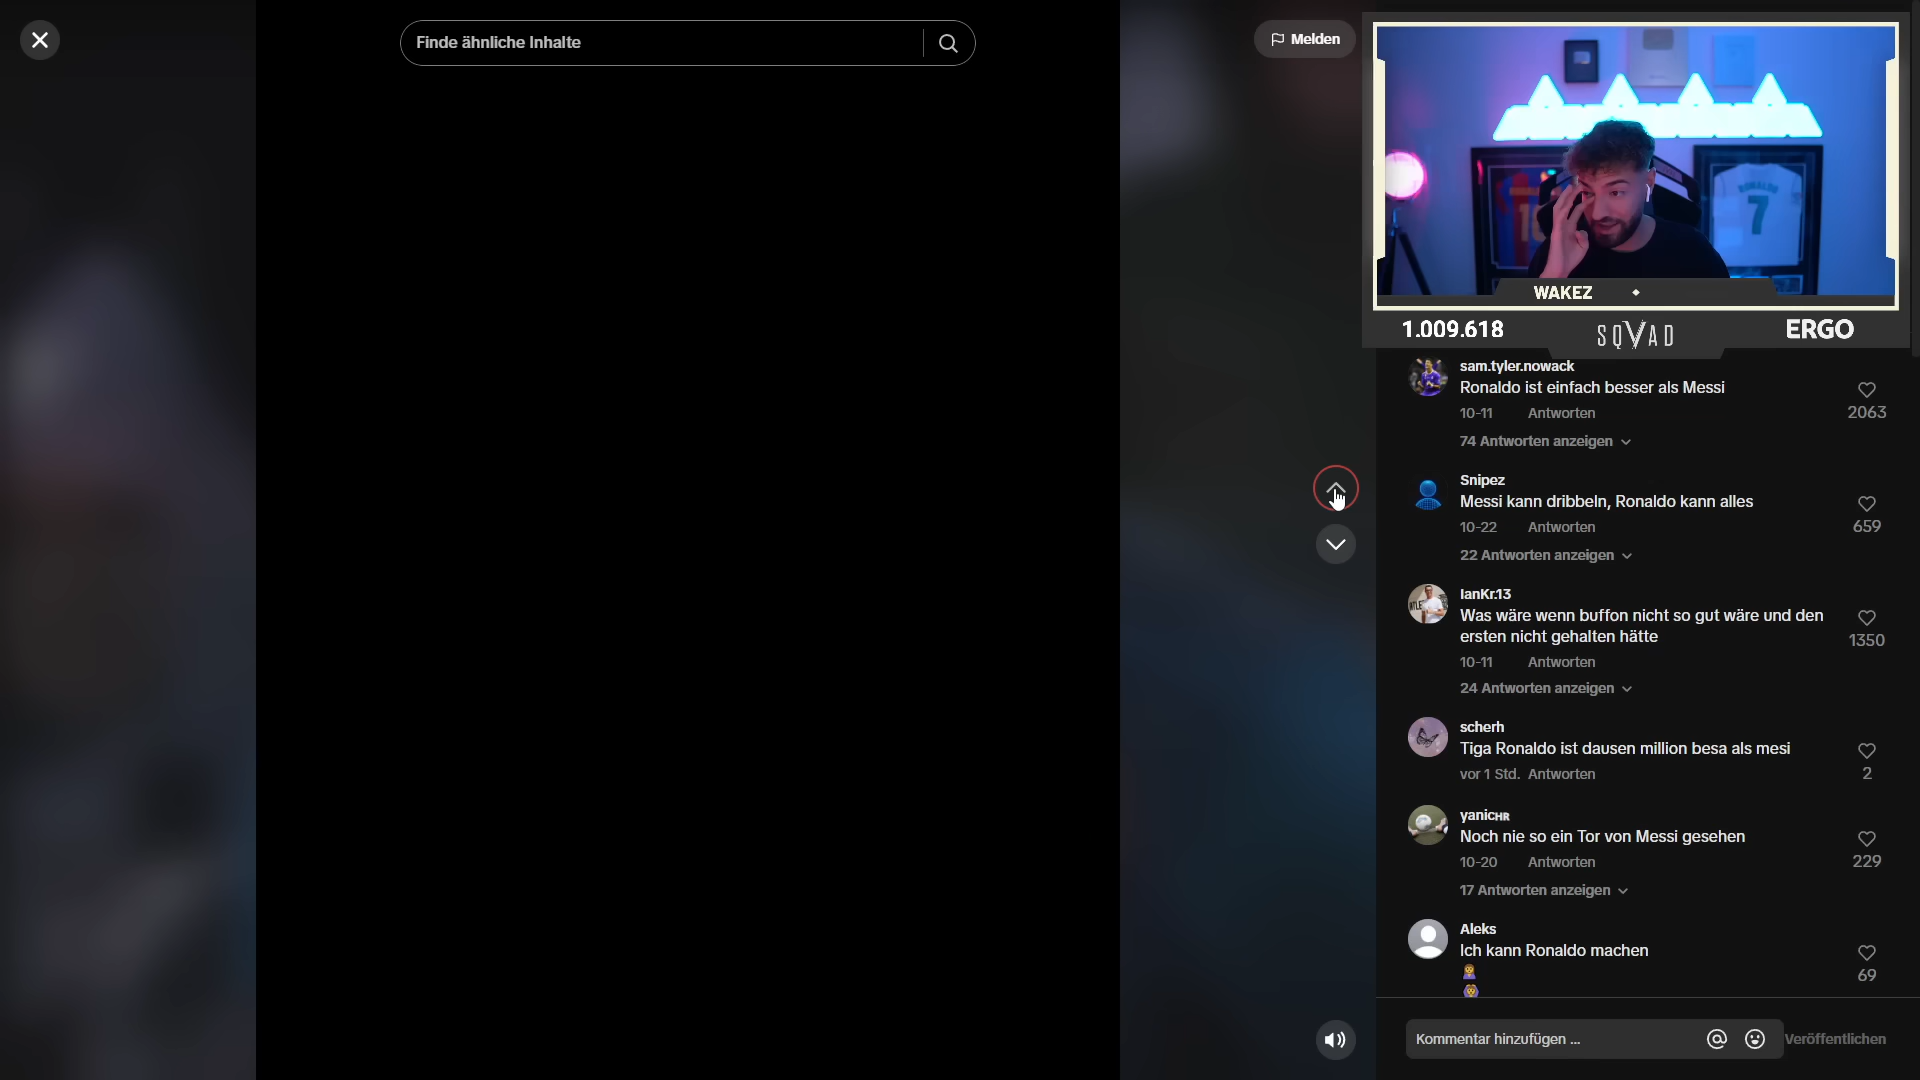 Finde ähnliche Inhalte
Melden
RONALDO
7
10
WAKEZ
1.009.618
SQVAD
ERGO
sam.tyler.nowack
Ronaldo ist einfach besser als Messi
10-11 Antworten
2063
74 Antworten anzeigen
Snipez
Messi kann dribbeln, Ronaldo kann alles
10-22 Antworten
659
22 Antworten anzeigen
IanKr.13
Was wäre wenn buffon nicht so gut wäre und den
ersten nicht gehalten hätte
10-11 Antworten
1350
24 Antworten anzeigen
scherh
Tiga Ronaldo ist dausen million besa als mesi
vor 1 Std. Antworten
2
yanicHR
Noch nie so ein Tor von Messi gesehen
10-20 Antworten
229
17 Antworten anzeigen
Aleks
Ich kann Ronaldo machen
🙇‍♀️
🙆‍♀️
69
Kommentar hinzufügen ...
Veröffentlichen